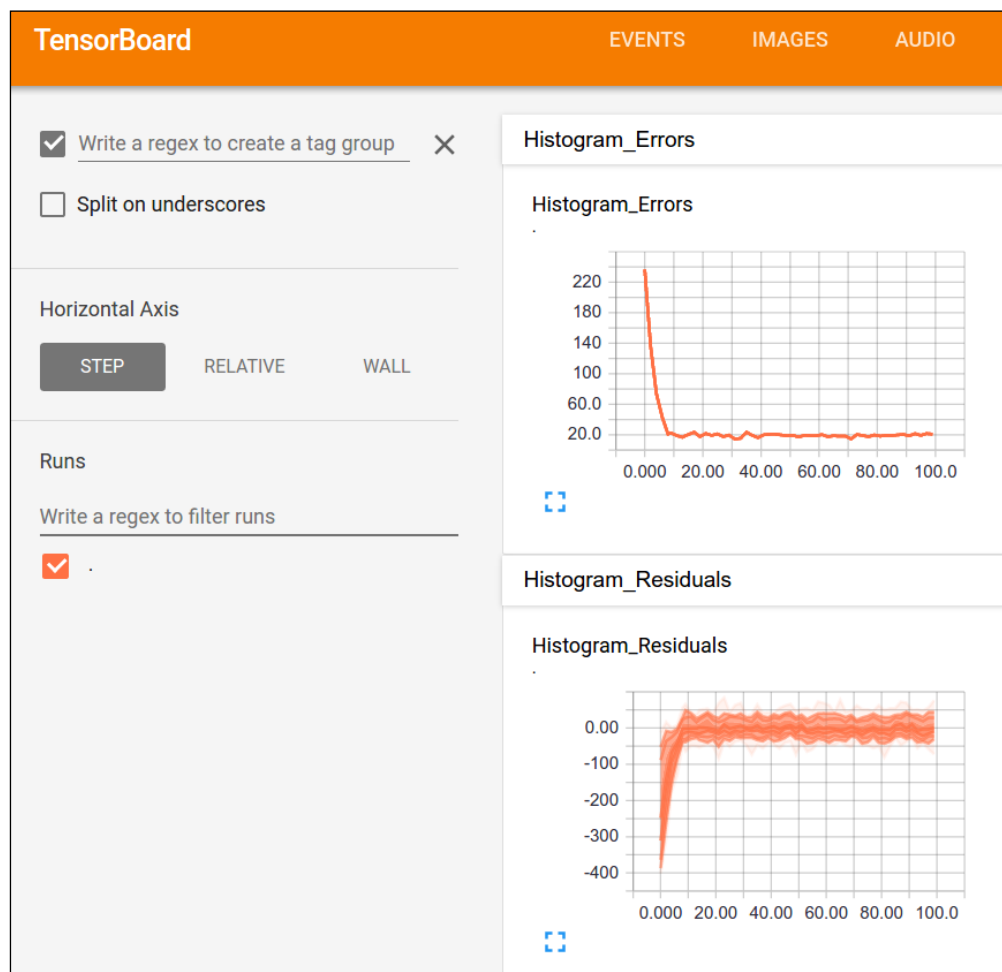 TensorBoard
EVENTS IMAGES AUDIO
Write a regex to create a tag group
Split on underscores
Horizontal Axis
STEP RELATIVE WALL
Runs
Write a regex to filter runs
.
Histogram_Errors
Histogram_Errors
.
220
180
140
100
60.0
20.0
0.000 20.00 40.00 60.00 80.00 100.0
Histogram_Residuals
Histogram_Residuals
.
0.00
-100
-200
-300
-400
0.000 20.00 40.00 60.00 80.00 100.0